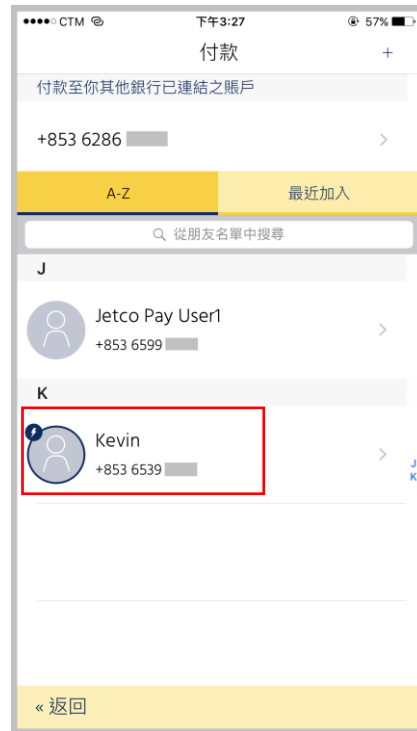 CTM 下午3:27 57%
付款 +
付款至你其他銀行已連結之賬戶
+853 6286
A-Z 最近加入
從朋友名單中搜尋
J
Jetco Pay User1
+853 6599
K
Kevin
+853 6539
J
K
« 返回